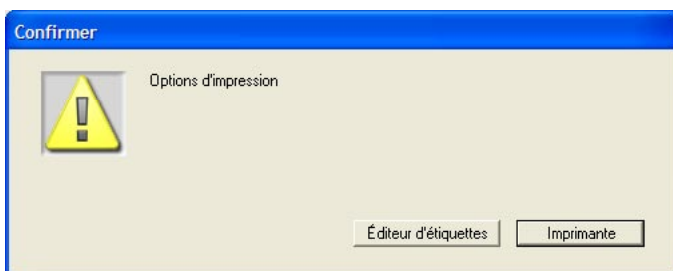 Confirmer
Options d'impression
Éditeur d'étiquettes
Imprimante